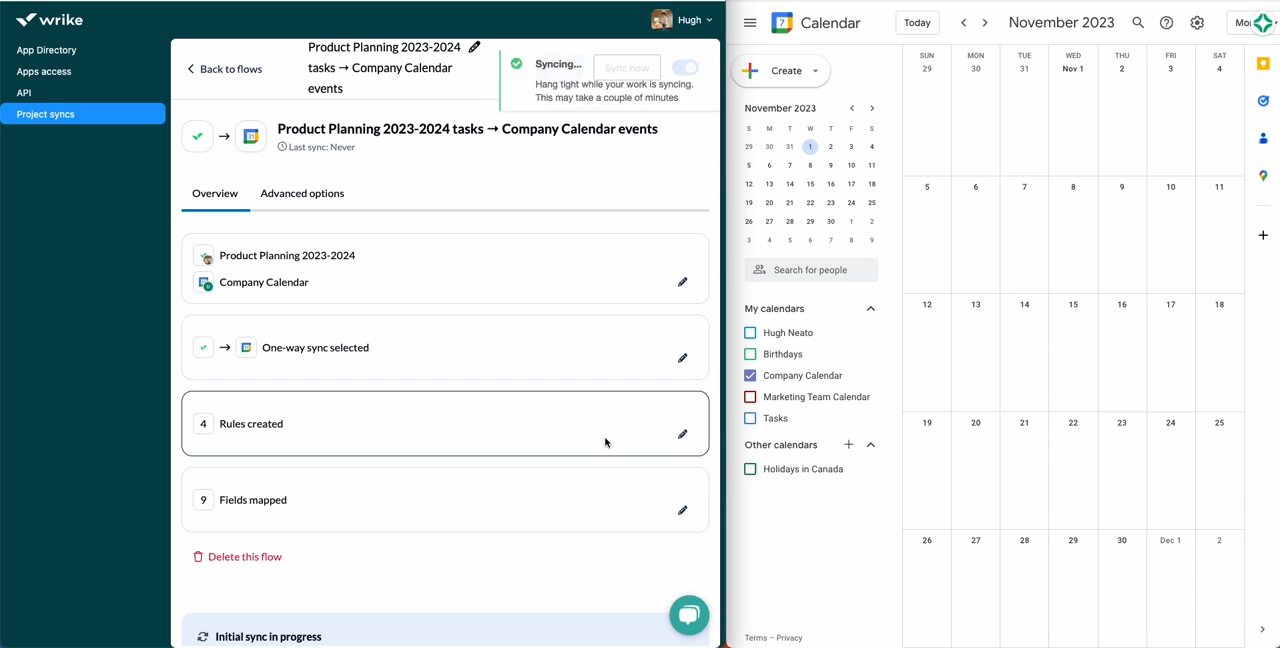 wrike
Hugh
App Directory
Apps access
API
Project syncs
Back to flows
Product Planning 2023-2024
tasks → Company Calendar
events
Syncing...
Sync now
Hang tight while your work is syncing.
This may take a couple of minutes
31
Product Planning 2023-2024 tasks → Company Calendar events
Last sync: Never
Overview
Advanced options
Product Planning 2023-2024
Company Calendar
One-way sync selected
4 Rules created
9 Fields mapped
Delete this flow
Initial sync in progress
7 Calendar
Today
November 2023
Create
November 2023
S M T W T F S
29 30 31 1 2 3 4
5 6 7 8 9 10 11
12 13 14 15 16 17 18
19 20 21 22 23 24 25
26 27 28 29 30 1 2
3 4 5 6 7 8 9
Search for people
My calendars
Hugh Neato
Birthdays
Company Calendar
Marketing Team Calendar
Tasks
Other calendars
Holidays in Canada
Terms – Privacy
SUN MON TUE WED THU FRI SAT
29 30 31 Nov 1 2 3 4
5 6 7 8 9 10 11
12 13 14 15 16 17 18
19 20 21 22 23 24 25
26 27 28 29 30 Dec 1 2